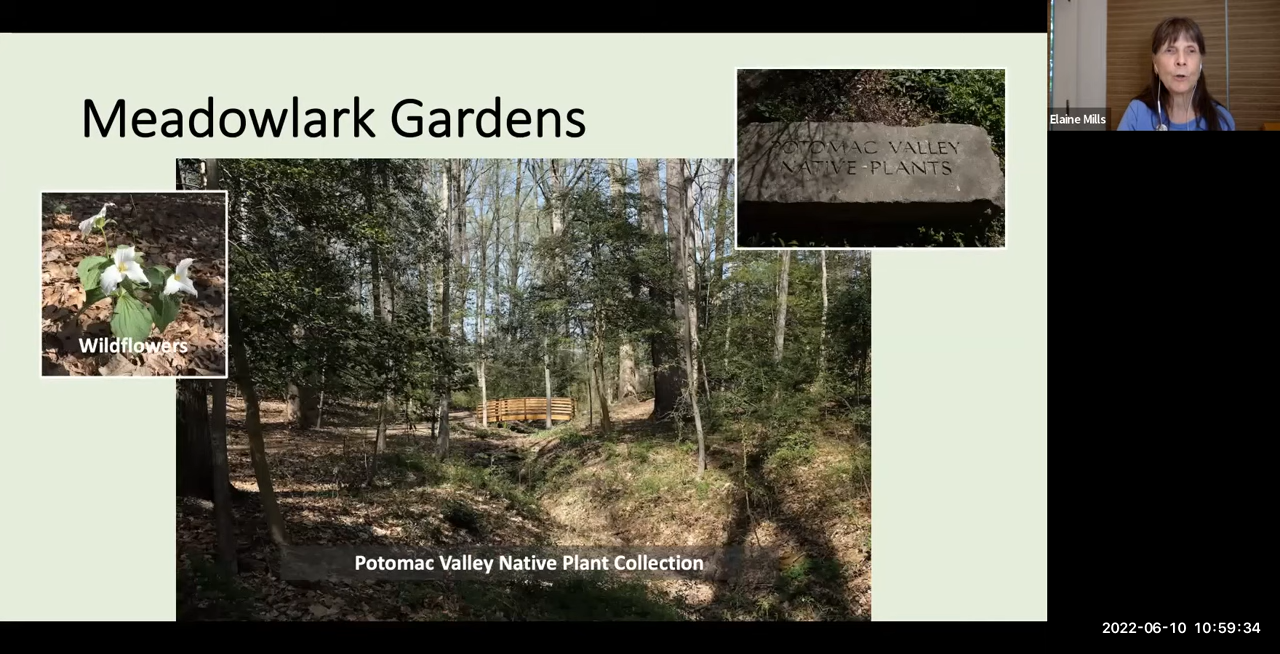 Meadowlark Gardens
POTOMAC VALLEY
NATIVE-PLANTS
Elaine Mills
Wildflowers
Potomac Valley Native Plant Collection
2022-06-10 10:59:34